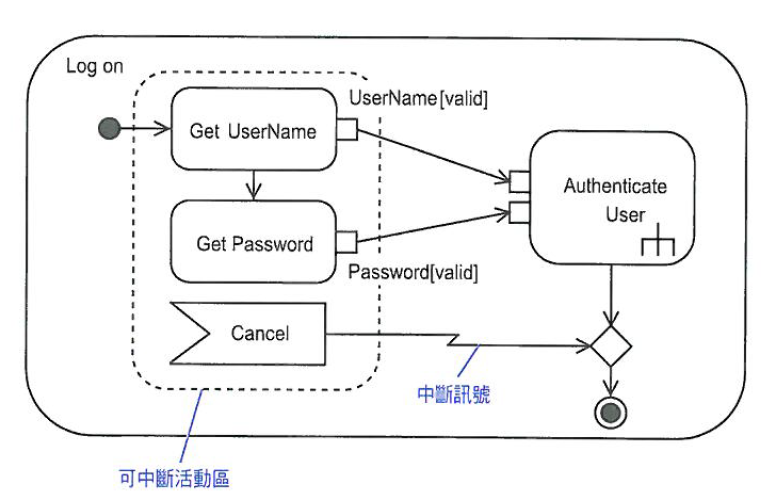 Log on
UserName[valid]
Get UserName
Authenticate
User
Get Password
Password[valid]
Cancel
中斷訊號
可中斷活動區